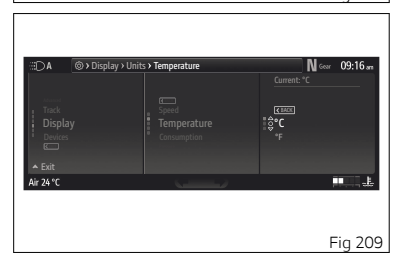 A
> Display > Units > Temperature
N Gear 09:16 am
Current: °C
Track
Display
Devices
Exit
Speed
Temperature
Consumption
< BACK
°C
°F
Air 24 °C
Fig 209